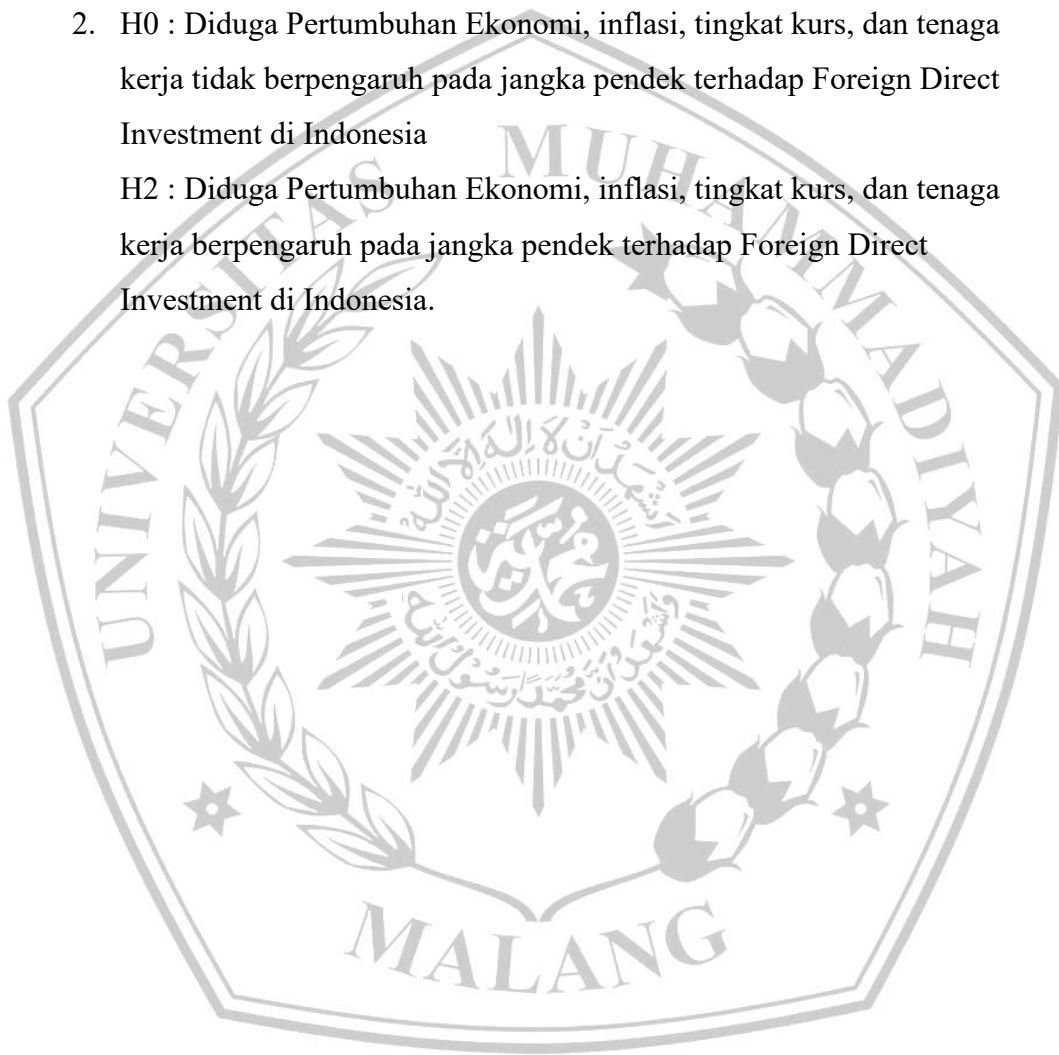 2. H0 : Diduga Pertumbuhan Ekonomi, inflasi, tingkat kurs, dan tenaga
kerja tidak berpengaruh pada jangka pendek terhadap Foreign Direct
Investment di Indonesia
H2 : Diduga Pertumbuhan Ekonomi, inflasi, tingkat kurs, dan tenaga
kerja berpengaruh pada jangka pendek terhadap Foreign Direct
Investment di Indonesia.
UNIVERSITAS MUHAMMADIYAH
MALANG